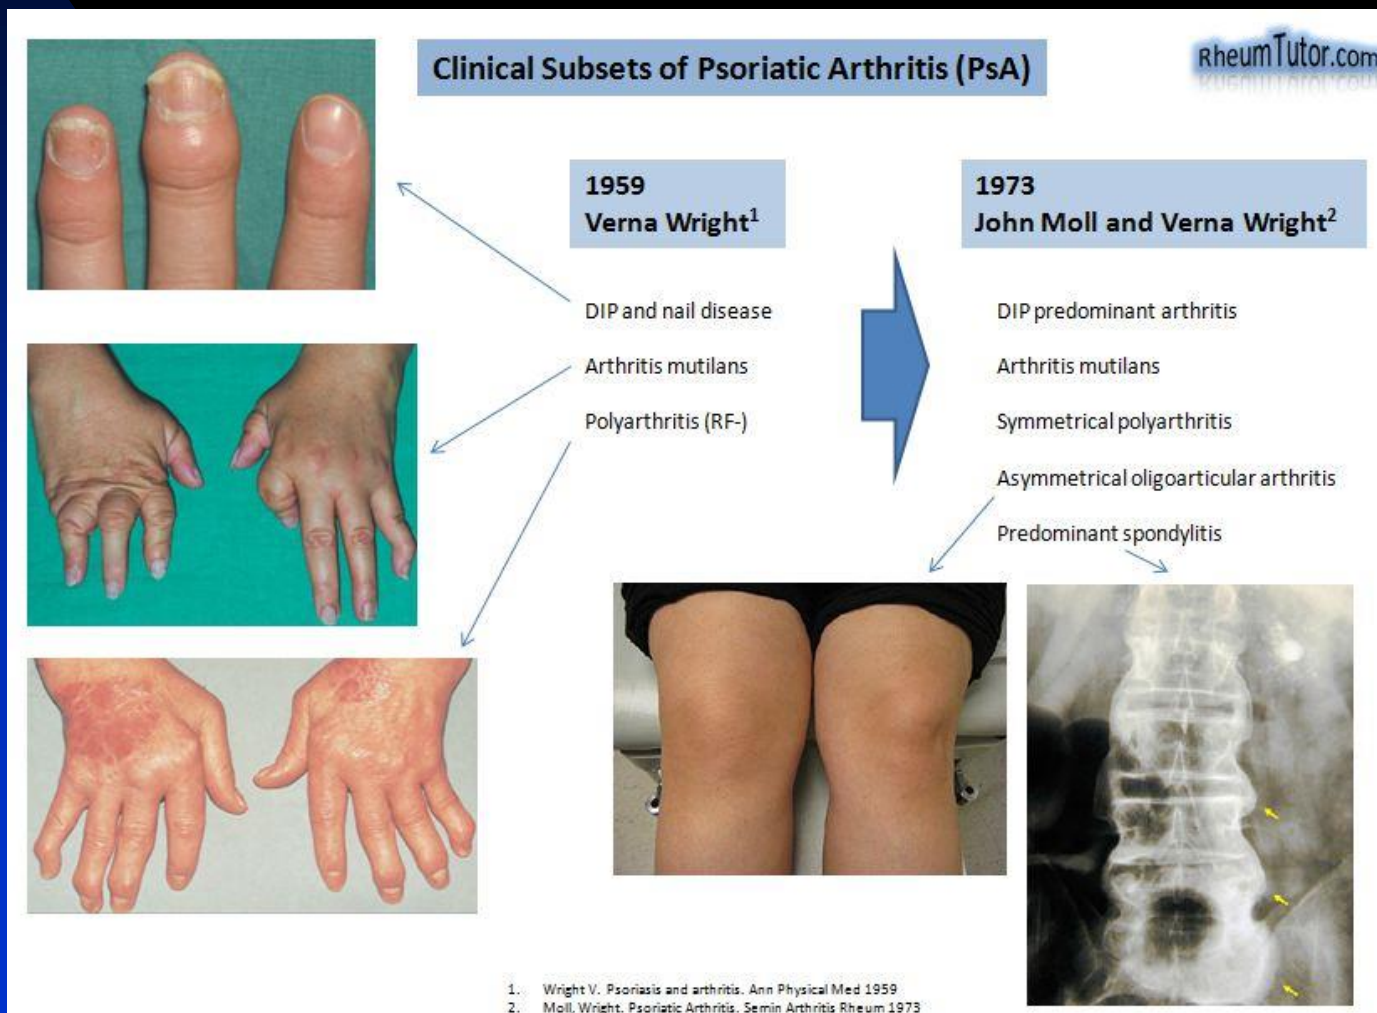 Clinical Subsets of Psoriatic Arthritis (PsA)
RheumTutor.com
1959
Verna Wright1
1973
John Moll and Verna Wright2
DIP and nail disease
Arthritis mutilans
Polyarthritis (RF-)
DIP predominant arthritis
Arthritis mutilans
Symmetrical polyarthritis
Asymmetrical oligoarticular arthritis
Predominant spondylitis
1. Wright V. Psoriasis and arthritis. Ann Physical Med 1959
2. Moll, Wright. Psoriatic Arthritis. Semin Arthritis Rheum 1973